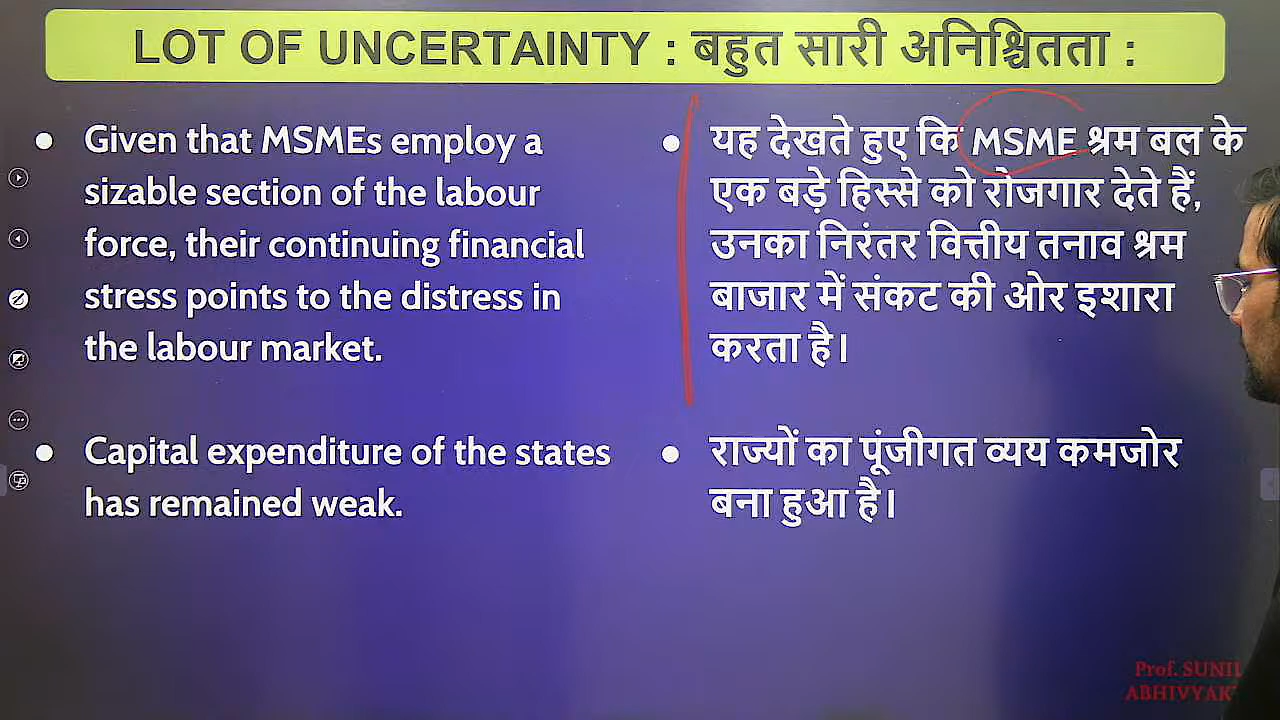 LOT OF UNCERTAINTY : बहुत सारी अनिश्चितता :
Given that MSMEs employ a
sizable section of the labour
force, their continuing financial
stress points to the distress in
the labour market.
Capital expenditure of the states
has remained weak.
यह देखते हुए कि MSME श्रम बल के
एक बड़े हिस्से को रोजगार देते हैं,
उनका निरंतर वित्तीय तनाव श्रम
बाजार में संकट की ओर इशारा
करता है।
राज्यों का पूंजीगत व्यय कमजोर
बना हुआ है।
Prof. SUNIL
ABHIVYAK